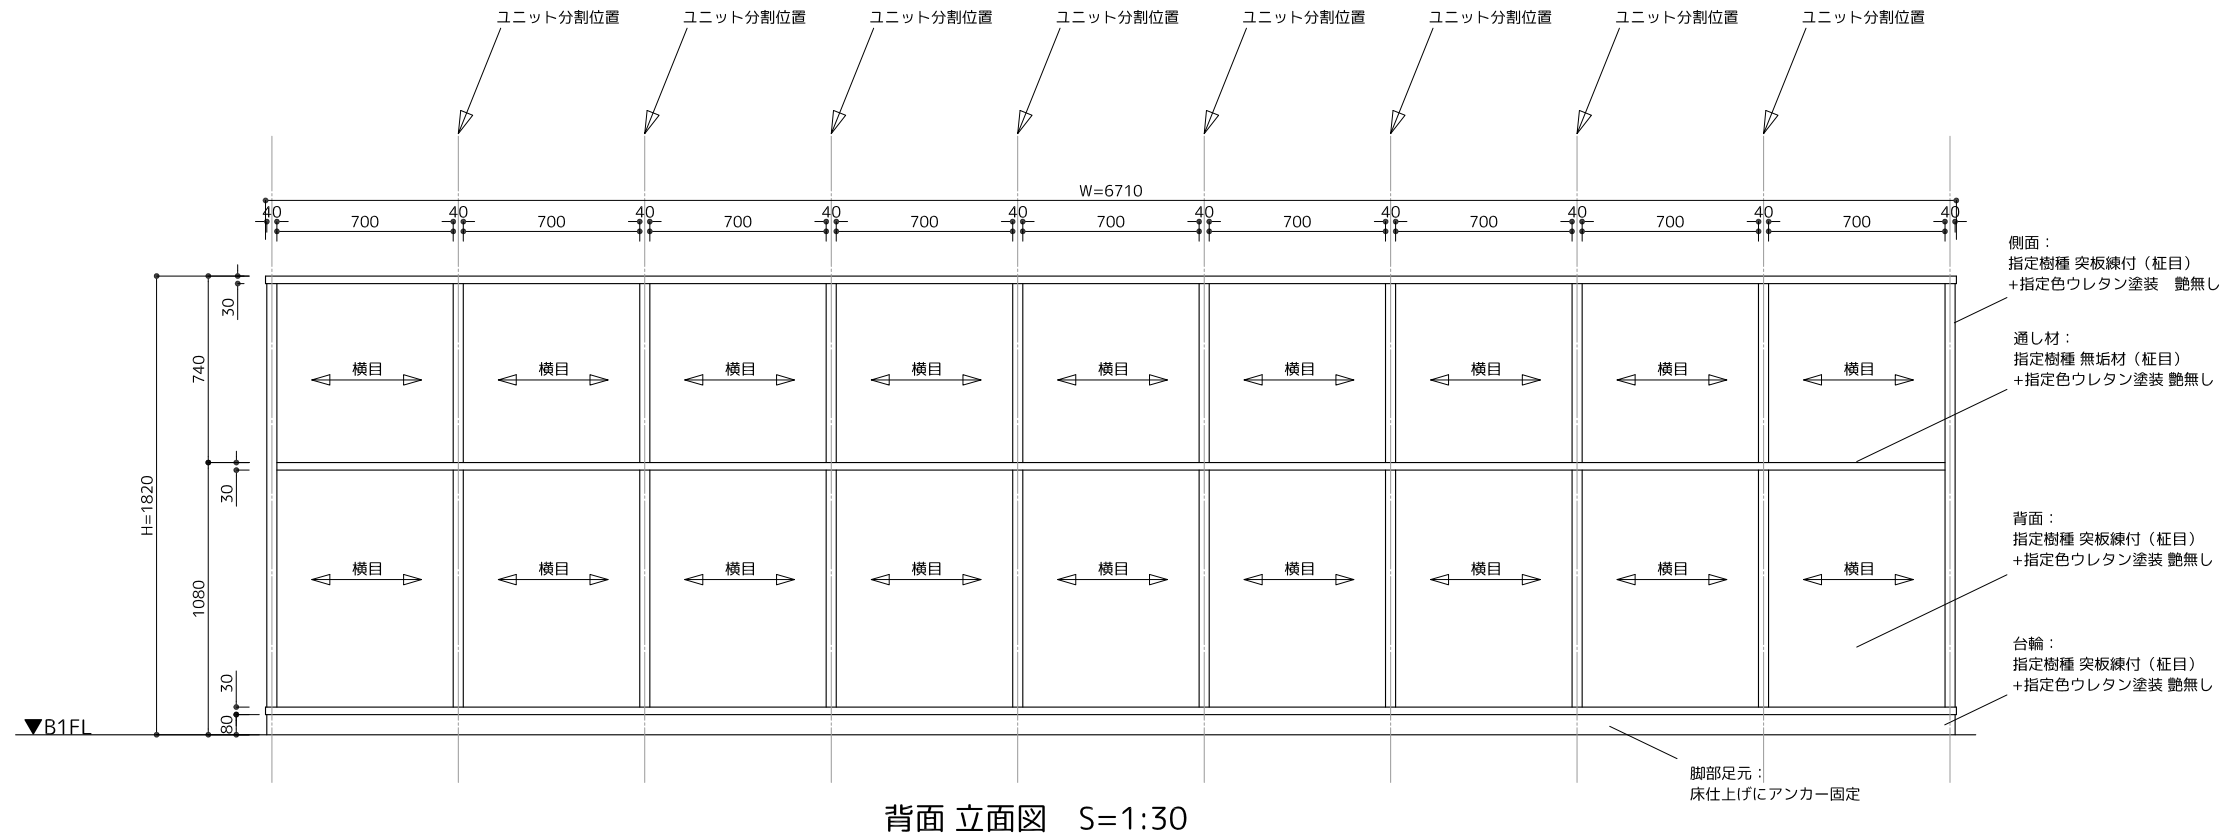 ユニット分割位置
ユニット分割位置
ユニット分割位置
ユニット分割位置
ユニット分割位置
ユニット分割位置
ユニット分割位置
ユニット分割位置
W=6710
40 700 40 700 40 700 40 700 40 700 40 700 40 700 40 700 40 700 40
側面：
指定樹種 突板練付（柾目）
+指定色ウレタン塗装　艶無し
30
通し材：
指定樹種 無垢材（柾目）
+指定色ウレタン塗装 艶無し
740
横目 横目 横目 横目 横目 横目 横目 横目 横目
30
H=1820
背面：
指定樹種 突板練付（柾目）
+指定色ウレタン塗装 艶無し
横目 横目 横目 横目 横目 横目 横目 横目 横目
1080
台輪：
指定樹種 突板練付（柾目）
+指定色ウレタン塗装 艶無し
30
80
▼B1FL
脚部足元：
床仕上げにアンカー固定
背面 立面図　S=1:30